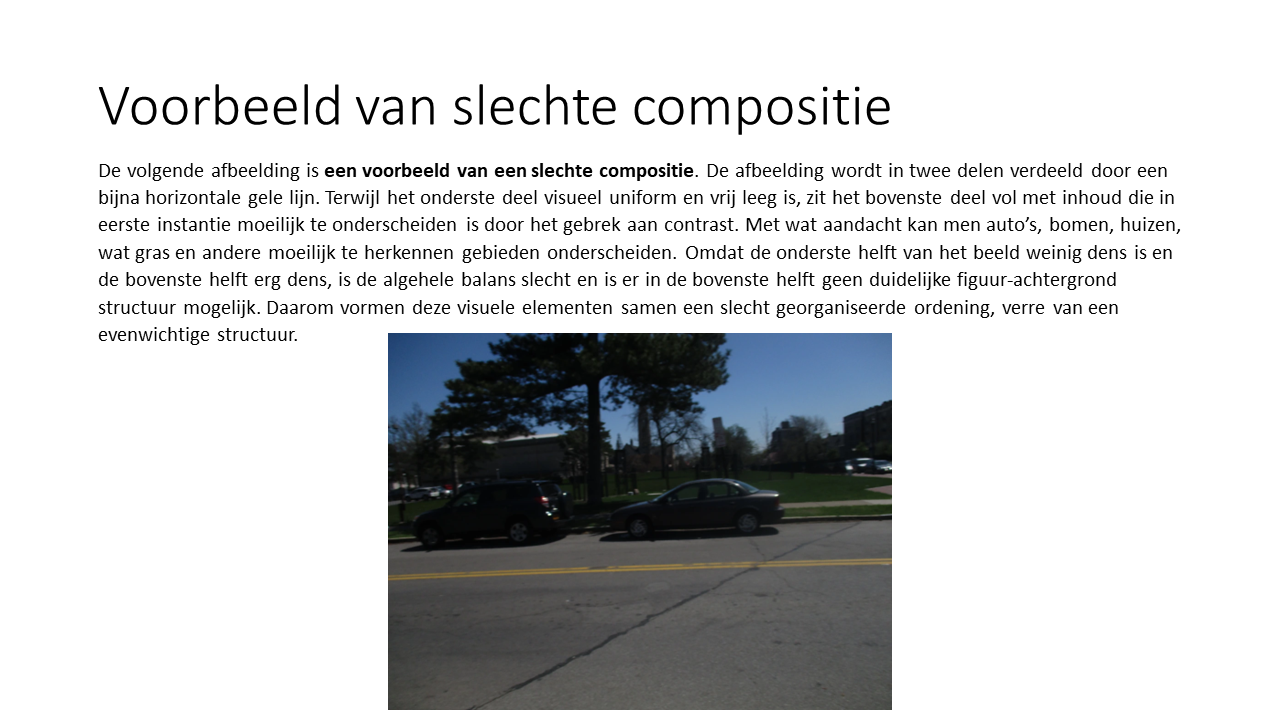 Voorbeeld van slechte compositie
De volgende afbeelding is een voorbeeld van een slechte compositie. De afbeelding wordt in twee delen verdeeld door een
bijna horizontale gele lijn. Terwijl het onderste deel visueel uniform en vrij leeg is, zit het bovenste deel vol met inhoud die in
eerste instantie moeilijk te onderscheiden is door het gebrek aan contrast. Met wat aandacht kan men auto’s, bomen, huizen,
wat gras en andere moeilijk te herkennen gebieden onderscheiden. Omdat de onderste helft van het beeld weinig dens is en
de bovenste helft erg dens, is de algehele balans slecht en is er in de bovenste helft geen duidelijke figuur-achtergrond
structuur mogelijk. Daarom vormen deze visuele elementen samen een slecht georganiseerde ordening, verre van een
evenwichtige structuur.